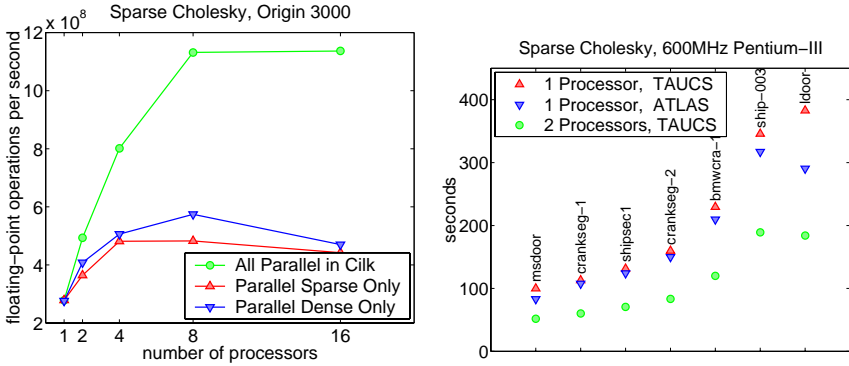 Sparse Cholesky, Origin 3000
x 10^8
12
10
8
6
4
2
floating-point operations per second
All Parallel in Cilk
Parallel Sparse Only
Parallel Dense Only
1 2 4 8 16
number of processors
Sparse Cholesky, 600MHz Pentium-III
400
300
200
100
0
seconds
1 Processor, TAUCS
1 Processor, ATLAS
2 Processors, TAUCS
msdoor
crankseg-1
shipsec1
crankseg-2
bmwcra-1
ship-003
ldoor